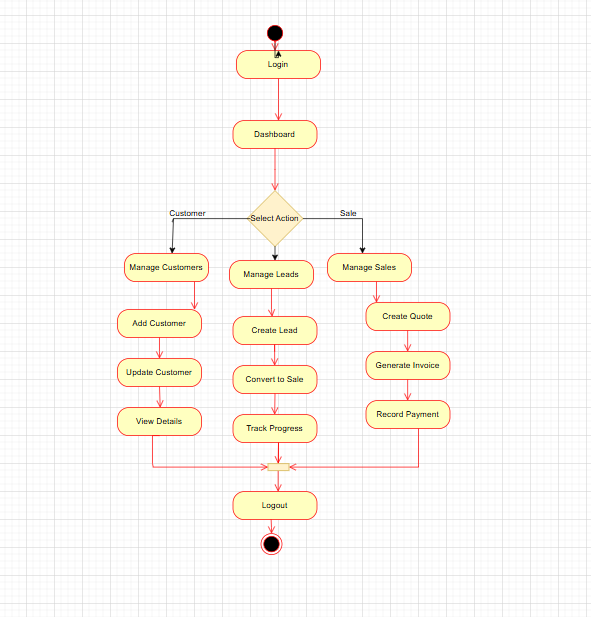 Login
Dashboard
Customer
Select Action
Sale
Manage Customers
Manage Leads
Manage Sales
Add Customer
Create Lead
Create Quote
Update Customer
Convert to Sale
Generate Invoice
View Details
Track Progress
Record Payment
Logout